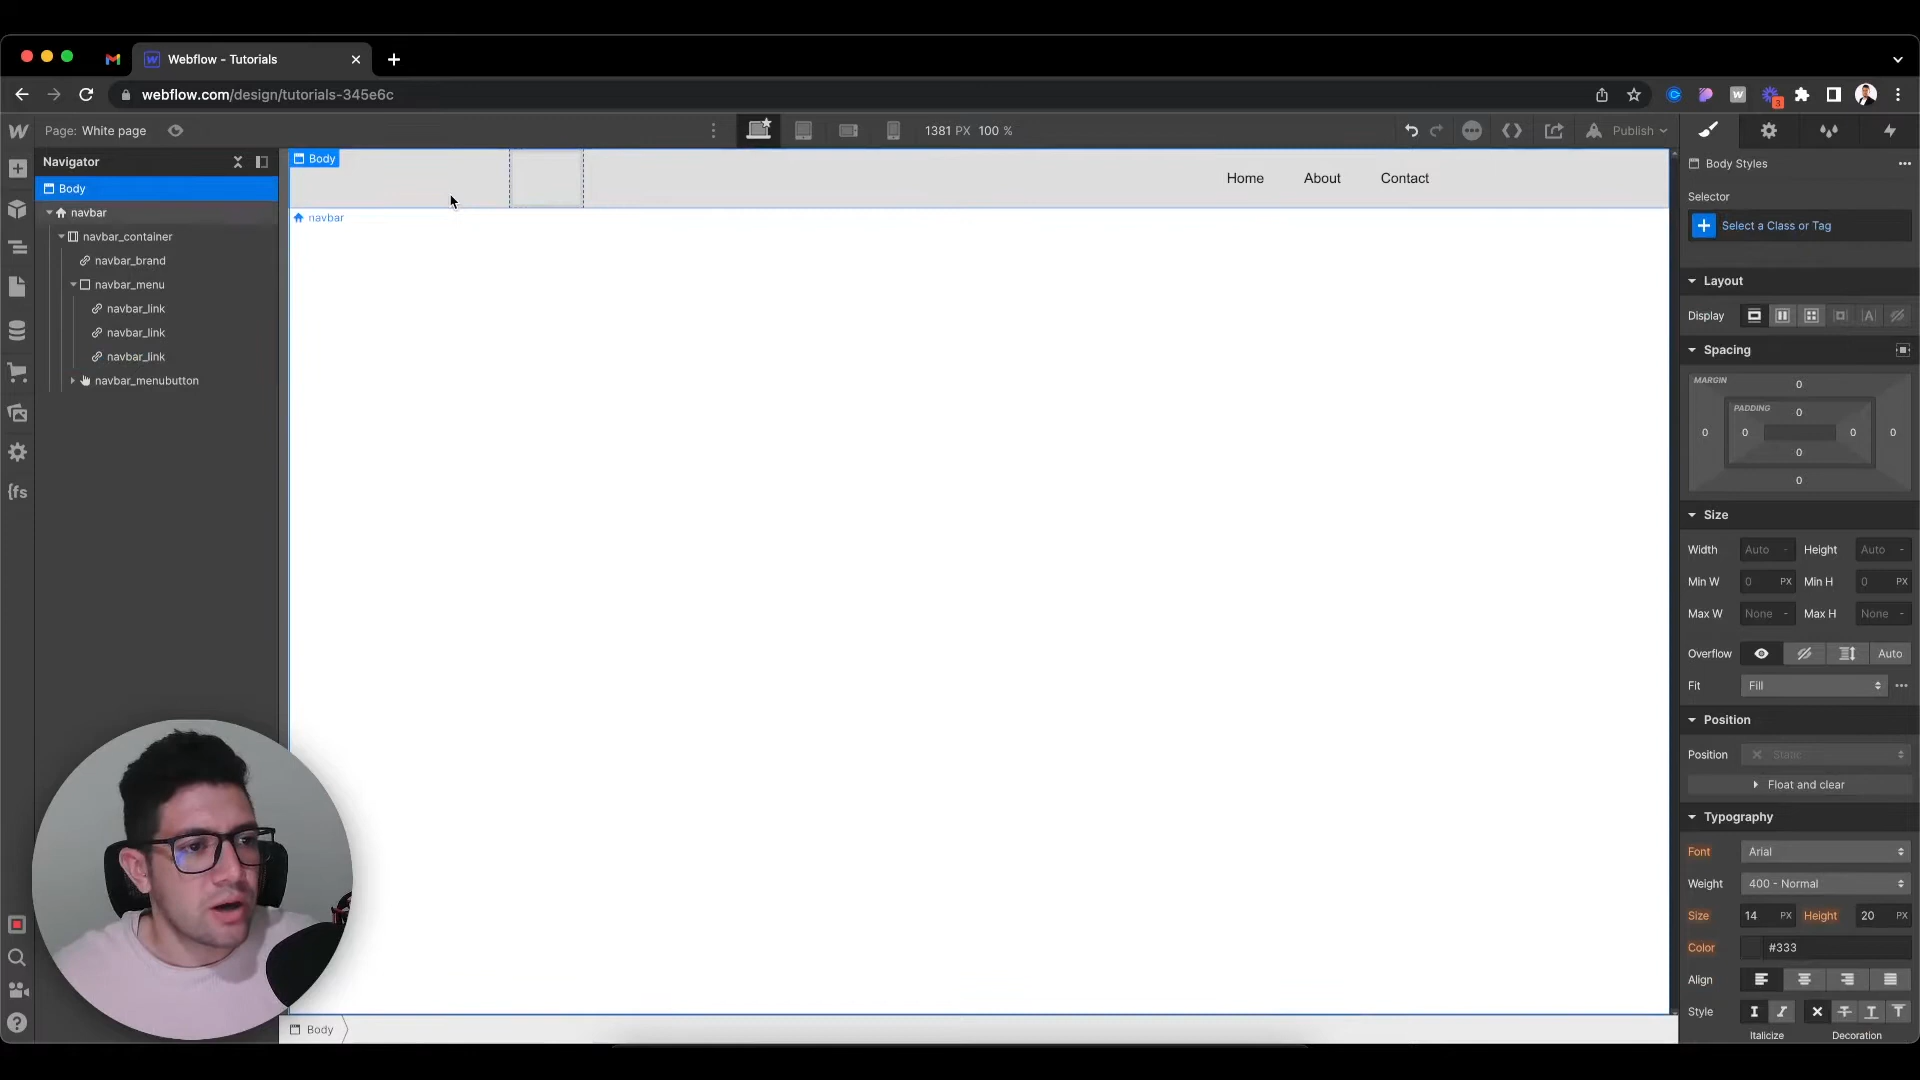 Webflow - Tutorials
webflow.com/design/tutorials-345e6c
3
Page: White page
1381 PX 100 %
Publish
Navigator
Body
navbar
navbar_container
navbar_brand
navbar_menu
navbar_link
navbar_link
navbar_link
navbar_menubutton
{fs
Body
Home
About
Contact
navbar
Body
Body Styles
Selector
Select a Class or Tag
Layout
Display
Spacing
MARGIN
0
PADDING
0
0
0
0
0
0
0
Size
Width Auto - Height Auto -
Min W 0 PX Min H 0 PX
Max W None - Max H None -
Overflow Auto
Fit Fill
Position
Position Static
Float and clear
Typography
Font Arial
Weight 400 - Normal
Size 14 PX Height 20 PX
Color #333
Align
Style
Italicize Decoration